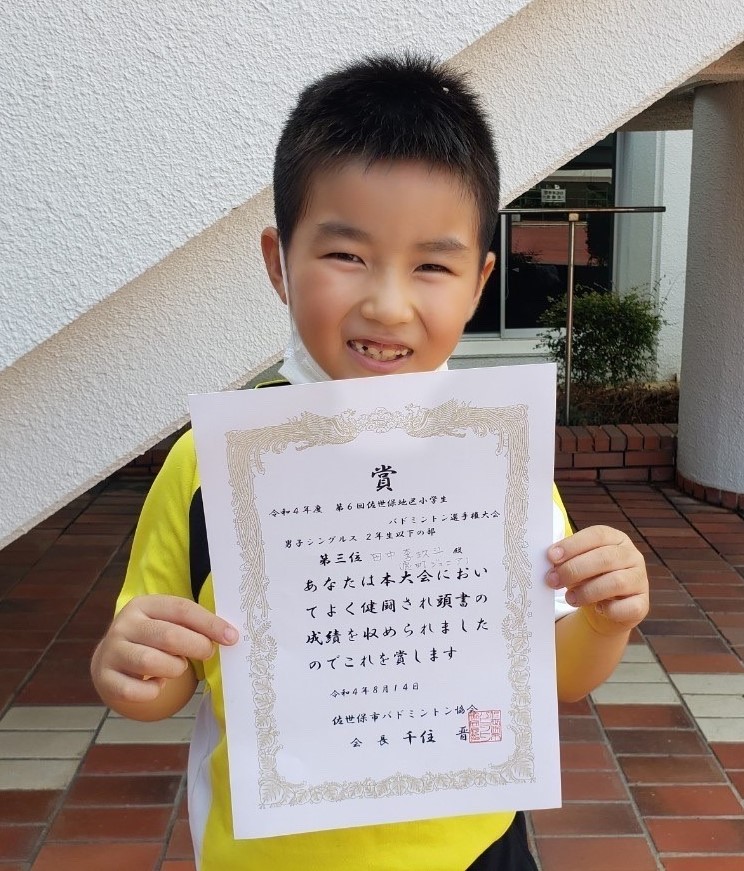 賞
令和4年度 第6回佐世保地区小学生
バドミントン選手権大会
男子シングルス 2年生以下の部
第三位 田中 殿
あなたは本大会におい
てよく健闘され頭書の
成績を収められました
のでこれを賞します
令和4年8月14日
佐世保市バドミントン協会
会長 千住 晋